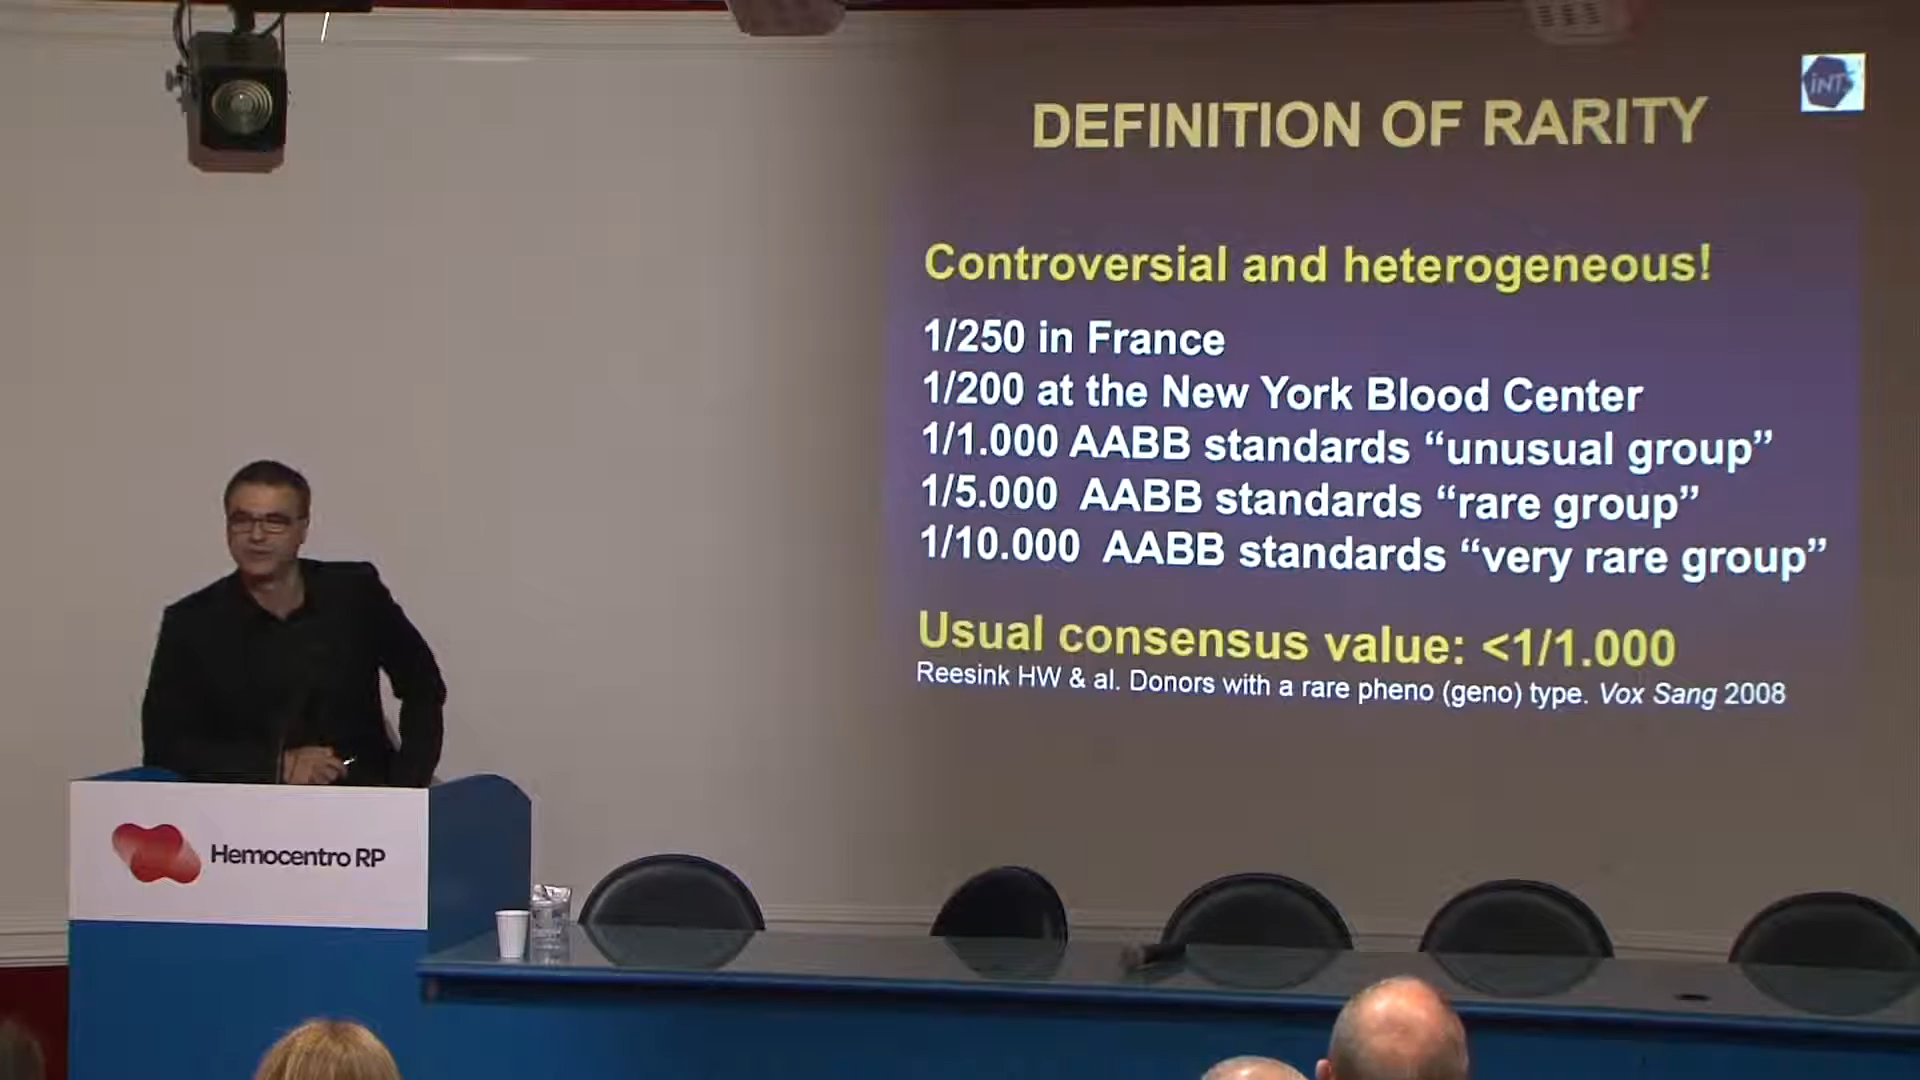 iNTS
DEFINITION OF RARITY
Controversial and heterogeneous!
1/250 in France
1/200 at the New York Blood Center
1/1.000 AABB standards “unusual group”
1/5.000 AABB standards “rare group”
1/10.000 AABB standards “very rare group”
Usual consensus value: <1/1.000
Reesink HW & al. Donors with a rare pheno (geno) type. Vox Sang 2008
Hemocentro RP